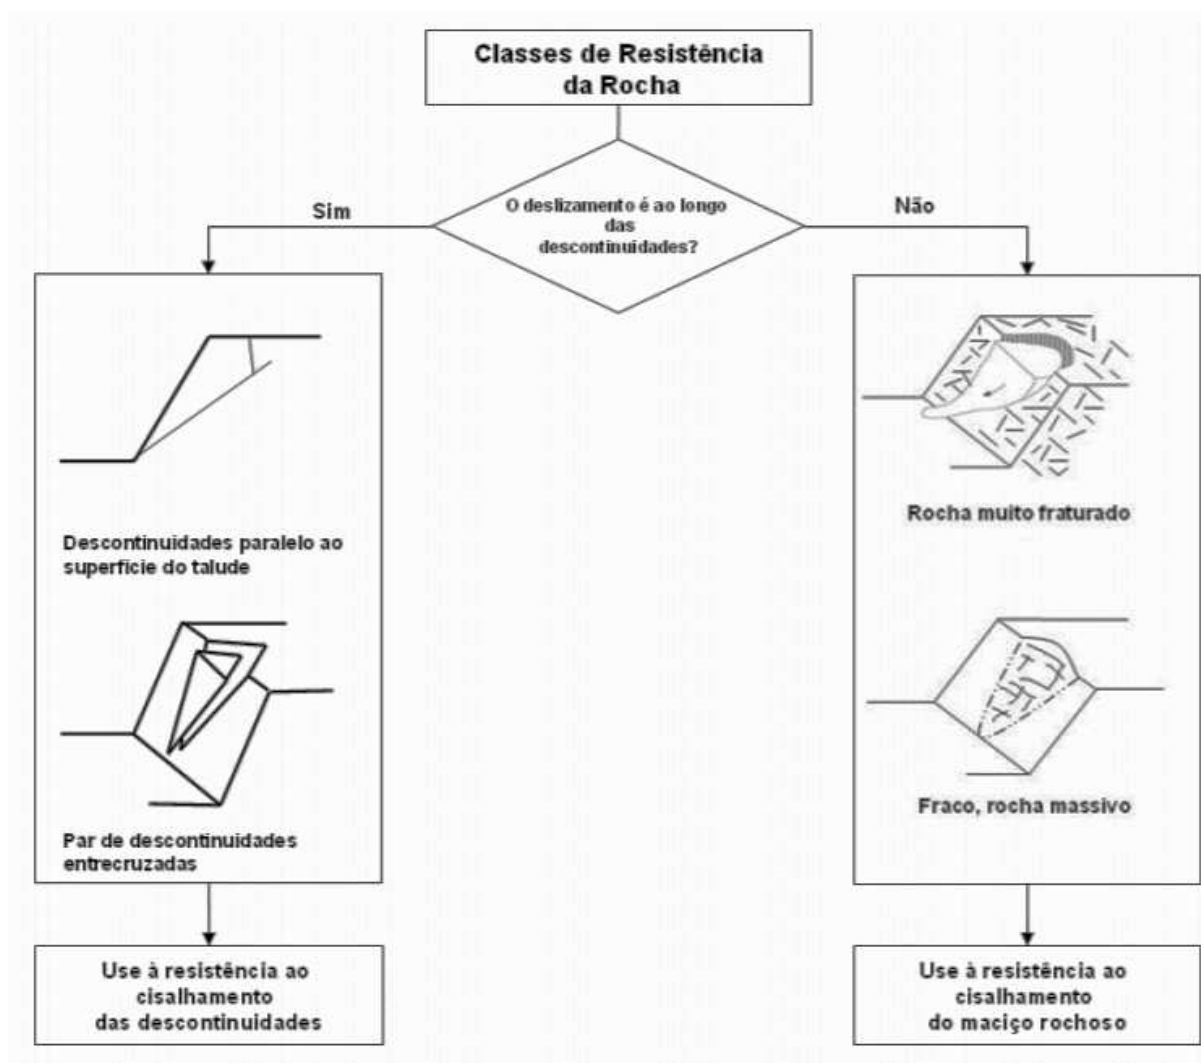 Classes de Resistência
da Rocha
O deslizamento é ao longo
das
descontinuidades?
Sim
Não
Descontinuidades paralelo ao
superfície do talude
Par de descontinuidades
entrecruzadas
Rocha muito fraturado
Fraco, rocha massivo
Use à resistência ao
cisalhamento
das descontinuidades
Use à resistência ao
cisalhamento
do maciço rochoso